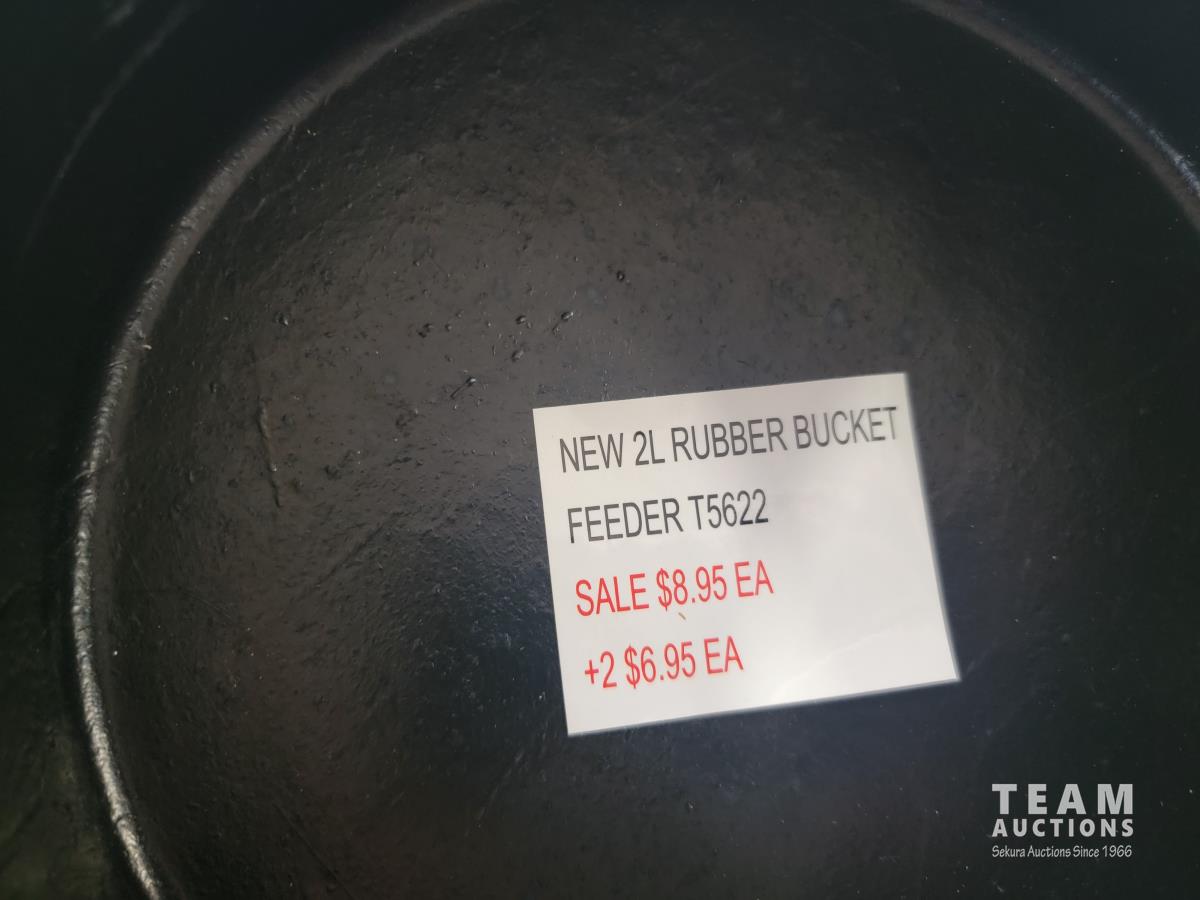 NEW 2L RUBBER BUCKET
FEEDER T5622
SALE $8.95 EA
+2 $6.95 EA
TEAM
AUCTIONS
Sekura Auctions Since 1966